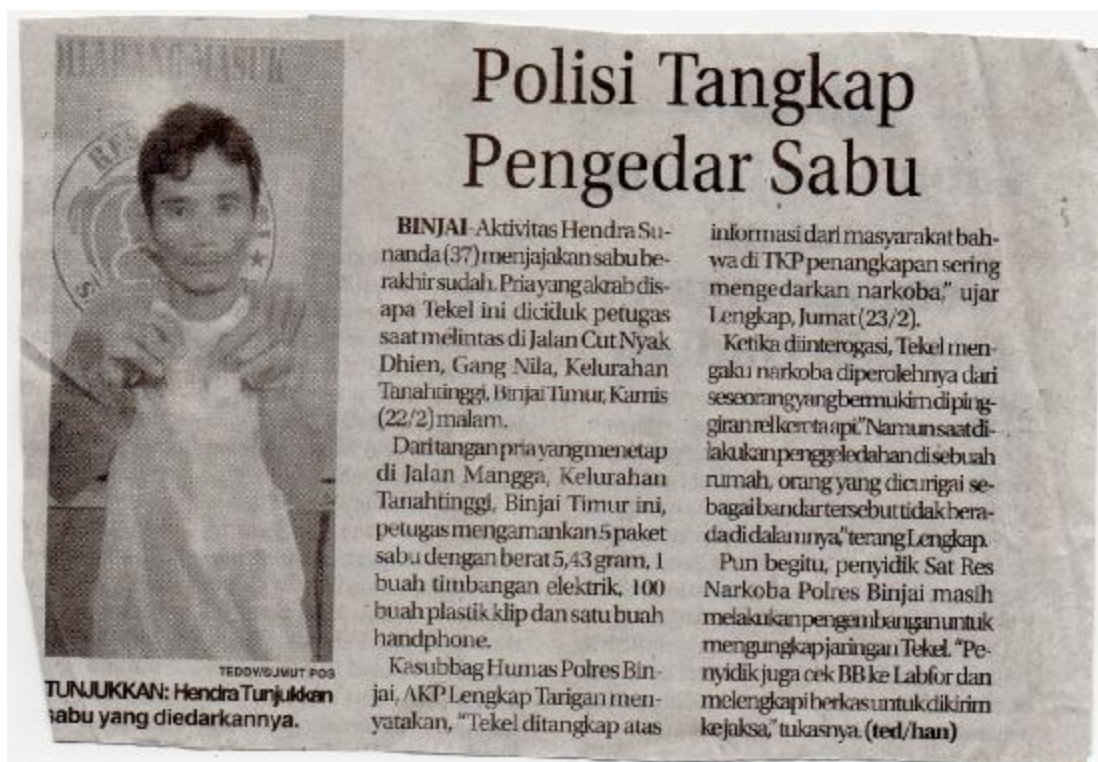 DILARANG MASUK
RES
Polisi Tangkap
Pengedar Sabu
BINJAI-Aktivitas Hendra Su-
nanda (37) menjajakan sabu be-
rakhir sudah. Pria yang akrab dis-
apa Tekel ini diciduk petugas
saat melintas di Jalan Cut Nyak
Dhien, Gang Nila, Kelurahan
Tanahtinggi, Binjai Timur, Kamis
(22/2) malam.
Dari tangan pria yang menetap
di Jalan Mangga, Kelurahan
Tanahtinggi, Binjai Timur ini,
petugas mengamankan 5 paket
sabu dengan berat 5,43 gram, 1
buah timbangan elektrik, 100
buah plastik klip dan satu buah
handphone.
Kasubbag Humas Polres Bin-
jai, AKP Lengkap Tarigan men-
yatakan, "Tekel ditangkap atas
informasi dari masyarakat bah-
wa di TKP penangkapan sering
mengedarkan narkoba," ujar
Lengkap, Jumat (23/2).
Ketika diinterogasi, Tekel men-
gaku narkoba diperolehnya dari
seseorang yang bermukim di ping-
giran rel kereta api. "Namun saat di-
lakukan penggeledahan di sebuah
rumah, orang yang dicurigai se-
bagai bandar tersebut tidak bera-
da di dalamnya," terang Lengkap.
Pun begitu, penyidik Sat Res
Narkoba Polres Binjai masih
melakukan pengembangan untuk
mengungkap jaringan Tekel. "Pe-
nyidik juga cek BB ke Labfor dan
melengkapi berkas untuk dikirim
ke jaksa," tukasnya. (ted/han)
TEDDY/SUMUT POS
TUNJUKKAN: Hendra Tunjukkan
sabu yang diedarkannya.